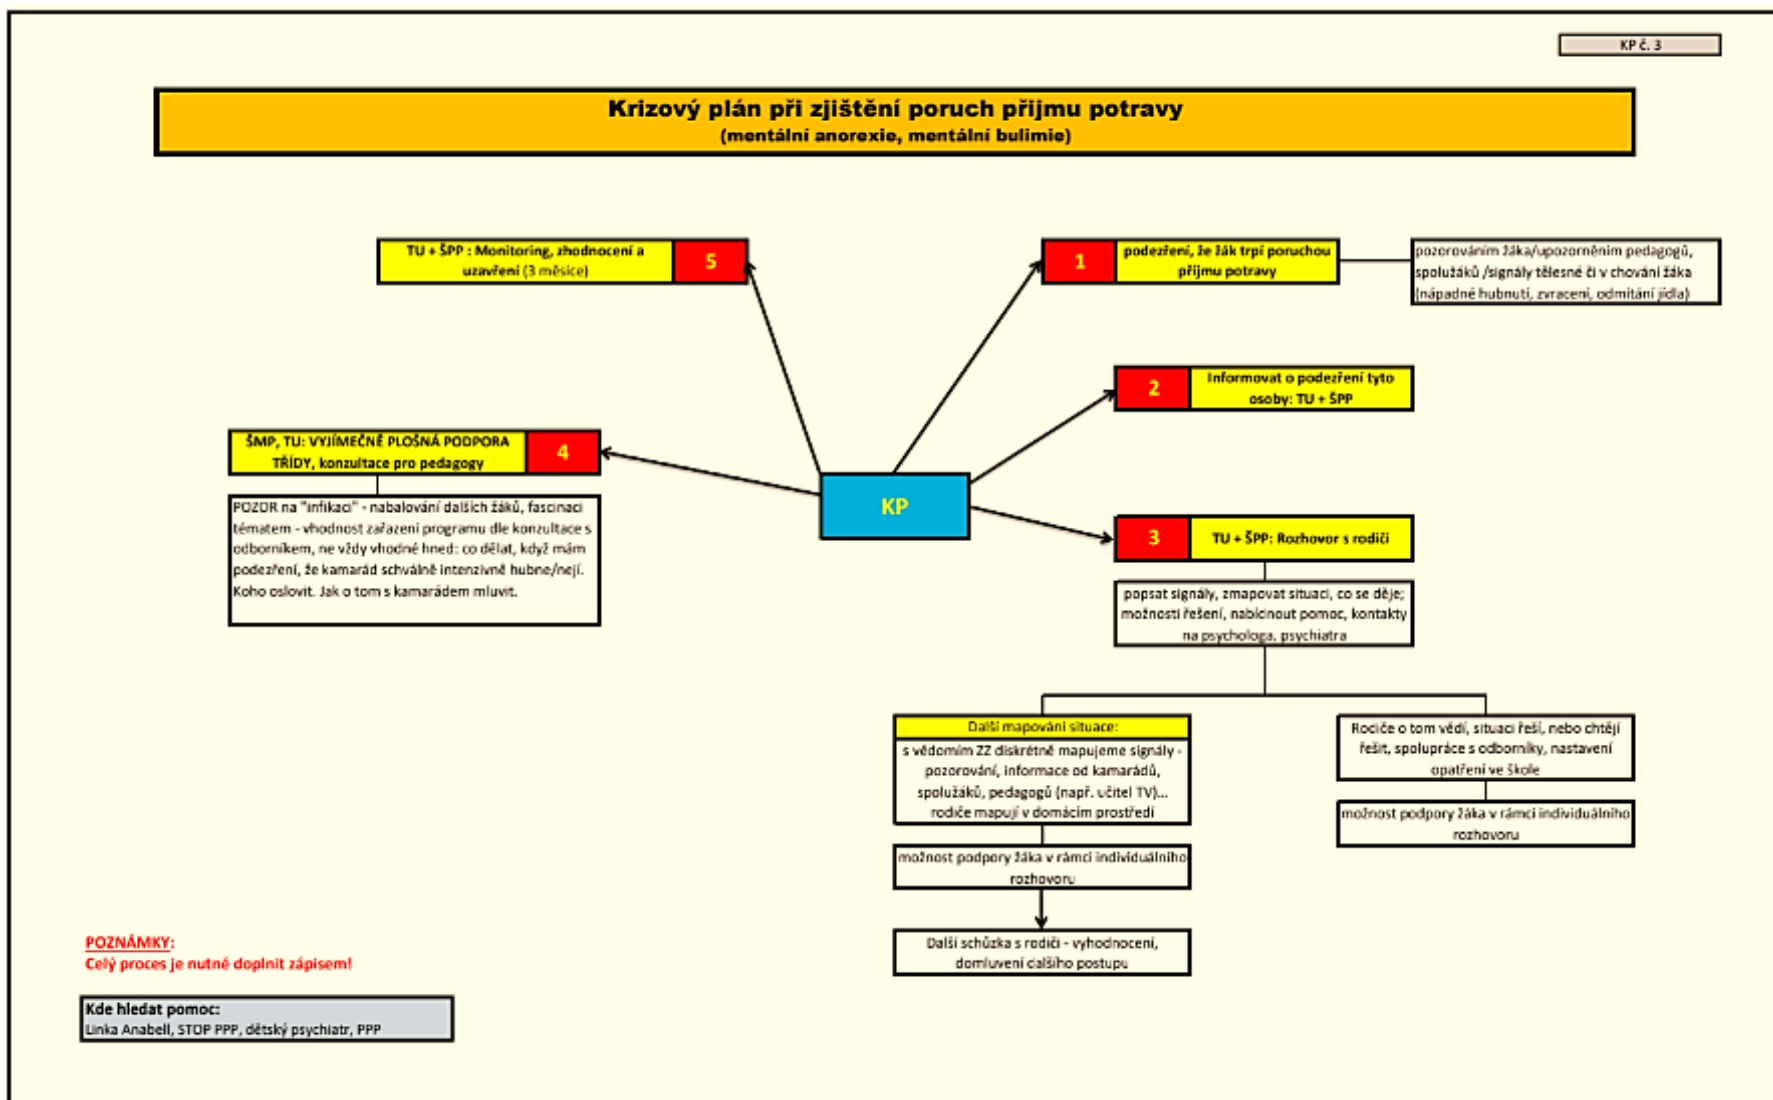 KP č. 3
Krizový plán při zjištění poruch přijmu potravy
(mentální anorexie, mentální bulimie)
1
podezření, že žák trpí poruchou
příjmu potravy
pozorováním žáka/upozorněním pedagogů,
spolužáků /signály tělesné či v chování žáka
(nápadné hubnutí, zvracení, odmítání jídla)
2
Informovat o podezření tyto
osoby: TU + ŠPP
3
TU + ŠPP: Rozhovor s rodiči
popsat signály, zmapovat situaci, co se děje;
možnosti řešení, nabídnout pomoc, kontakty
na psychologa, psychiatra
Další mapování situace:
s vědomím ZZ diskrétně mapujeme signály -
pozorování, informace od kamarádů,
spolužáků, pedagogů (např. učitel TV)...
rodiče mapují v domácím prostředí
možnost podpory žáka v rámci individuálního
rozhovoru
Další schůzka s rodiči - vyhodnocení,
domluvení dalšího postupu
Rodiče o tom vědí, situaci řeší, nebo chtějí
řešit, spolupráce s odborníky, nastavení
opatření ve škole
možnost podpory žáka v rámci individuálního
rozhovoru
KP
4
ŠMP, TU: VYJÍMEČNĚ PLOŠNÁ PODPORA
TŘÍDY, konzultace pro pedagogy
POZOR na "infikaci" - nabalování dalších žáků, fascinaci
tématem - vhodnost zařazení programu dle konzultace s
odborníkem, ne vždy vhodné hned: co dělat, když mám
podezření, že kamarád schválně intenzivně hubne/nejí.
Koho oslovit. Jak o tom s kamarádem mluvit.
5
TU + ŠPP : Monitoring, zhodnocení a
uzavření (3 měsíce)
POZNÁMKY:
Celý proces je nutné doplnit zápisem!
Kde hledat pomoc:
Linka Anabell, STOP PPP, dětský psychiatr, PPP